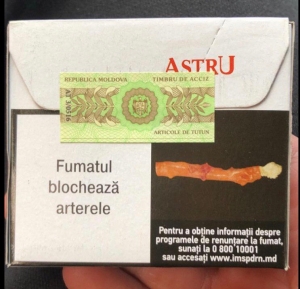 ASTRU
REPUBLICA MOLDOVA TIMBRU DE ACCIZ
ARTICOLE DE TUTUN
Fumatul
blochează
arterele
Pentru a obține informații despre
programele de renunțare la fumat,
sunați la 0 800 10001
sau accesați www.imspdrn.md